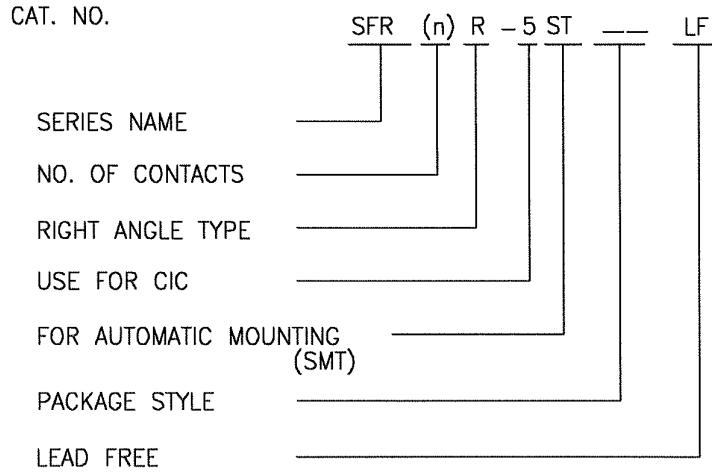 CAT. NO.
SFR (n) R - 5 ST __ LF
SERIES NAME
NO. OF CONTACTS
RIGHT ANGLE TYPE
USE FOR CIC
FOR AUTOMATIC MOUNTING
(SMT)
PACKAGE STYLE
LEAD FREE